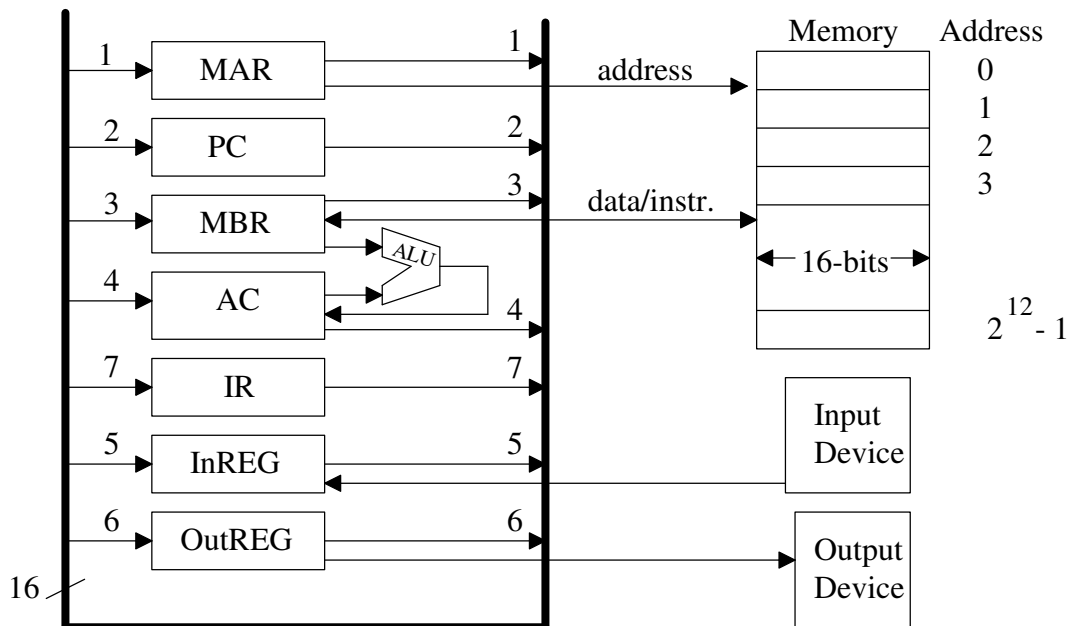 Memory Address
1 MAR 1 address 0
1
2 PC 2 2
3 MBR 3 data/instr. 3
ALU
4 AC 4 16-bits
2^12 - 1
7 IR 7
5 InREG 5 Input
Device
6 OutREG 6 Output
Device
16